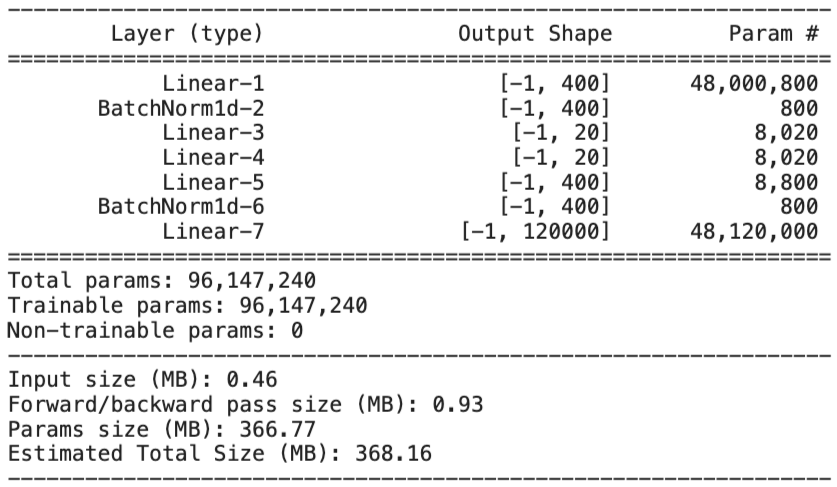 ----------------------------------------------------------------
Layer (type) Output Shape Param #
================================================================
Linear-1 [-1, 400] 48,000,800
BatchNorm1d-2 [-1, 400] 800
Linear-3 [-1, 20] 8,020
Linear-4 [-1, 20] 8,020
Linear-5 [-1, 400] 8,800
BatchNorm1d-6 [-1, 400] 800
Linear-7 [-1, 120000] 48,120,000
================================================================
Total params: 96,147,240
Trainable params: 96,147,240
Non-trainable params: 0
----------------------------------------------------------------
Input size (MB): 0.46
Forward/backward pass size (MB): 0.93
Params size (MB): 366.77
Estimated Total Size (MB): 368.16
----------------------------------------------------------------